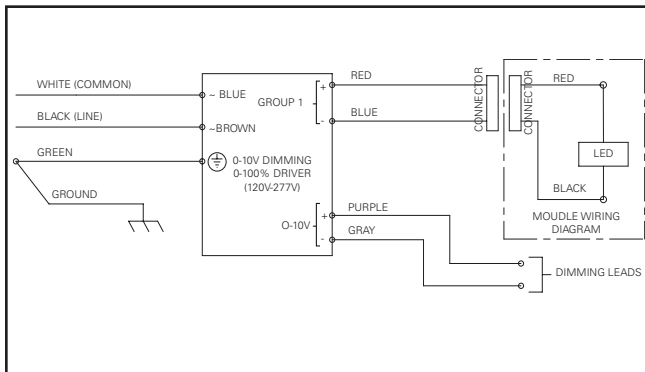 WHITE (COMMON)
BLACK (LINE)
GREEN
GROUND
~ BLUE
~BROWN
GROUP 1
+
-
0-10V DIMMING
0-100% DRIVER
(120V-277V)
O-10V
+
-
RED
BLUE
PURPLE
GRAY
CONNECTOR
CONNECTOR
RED
LED
BLACK
MOUDLE WIRING
DIAGRAM
DIMMING LEADS